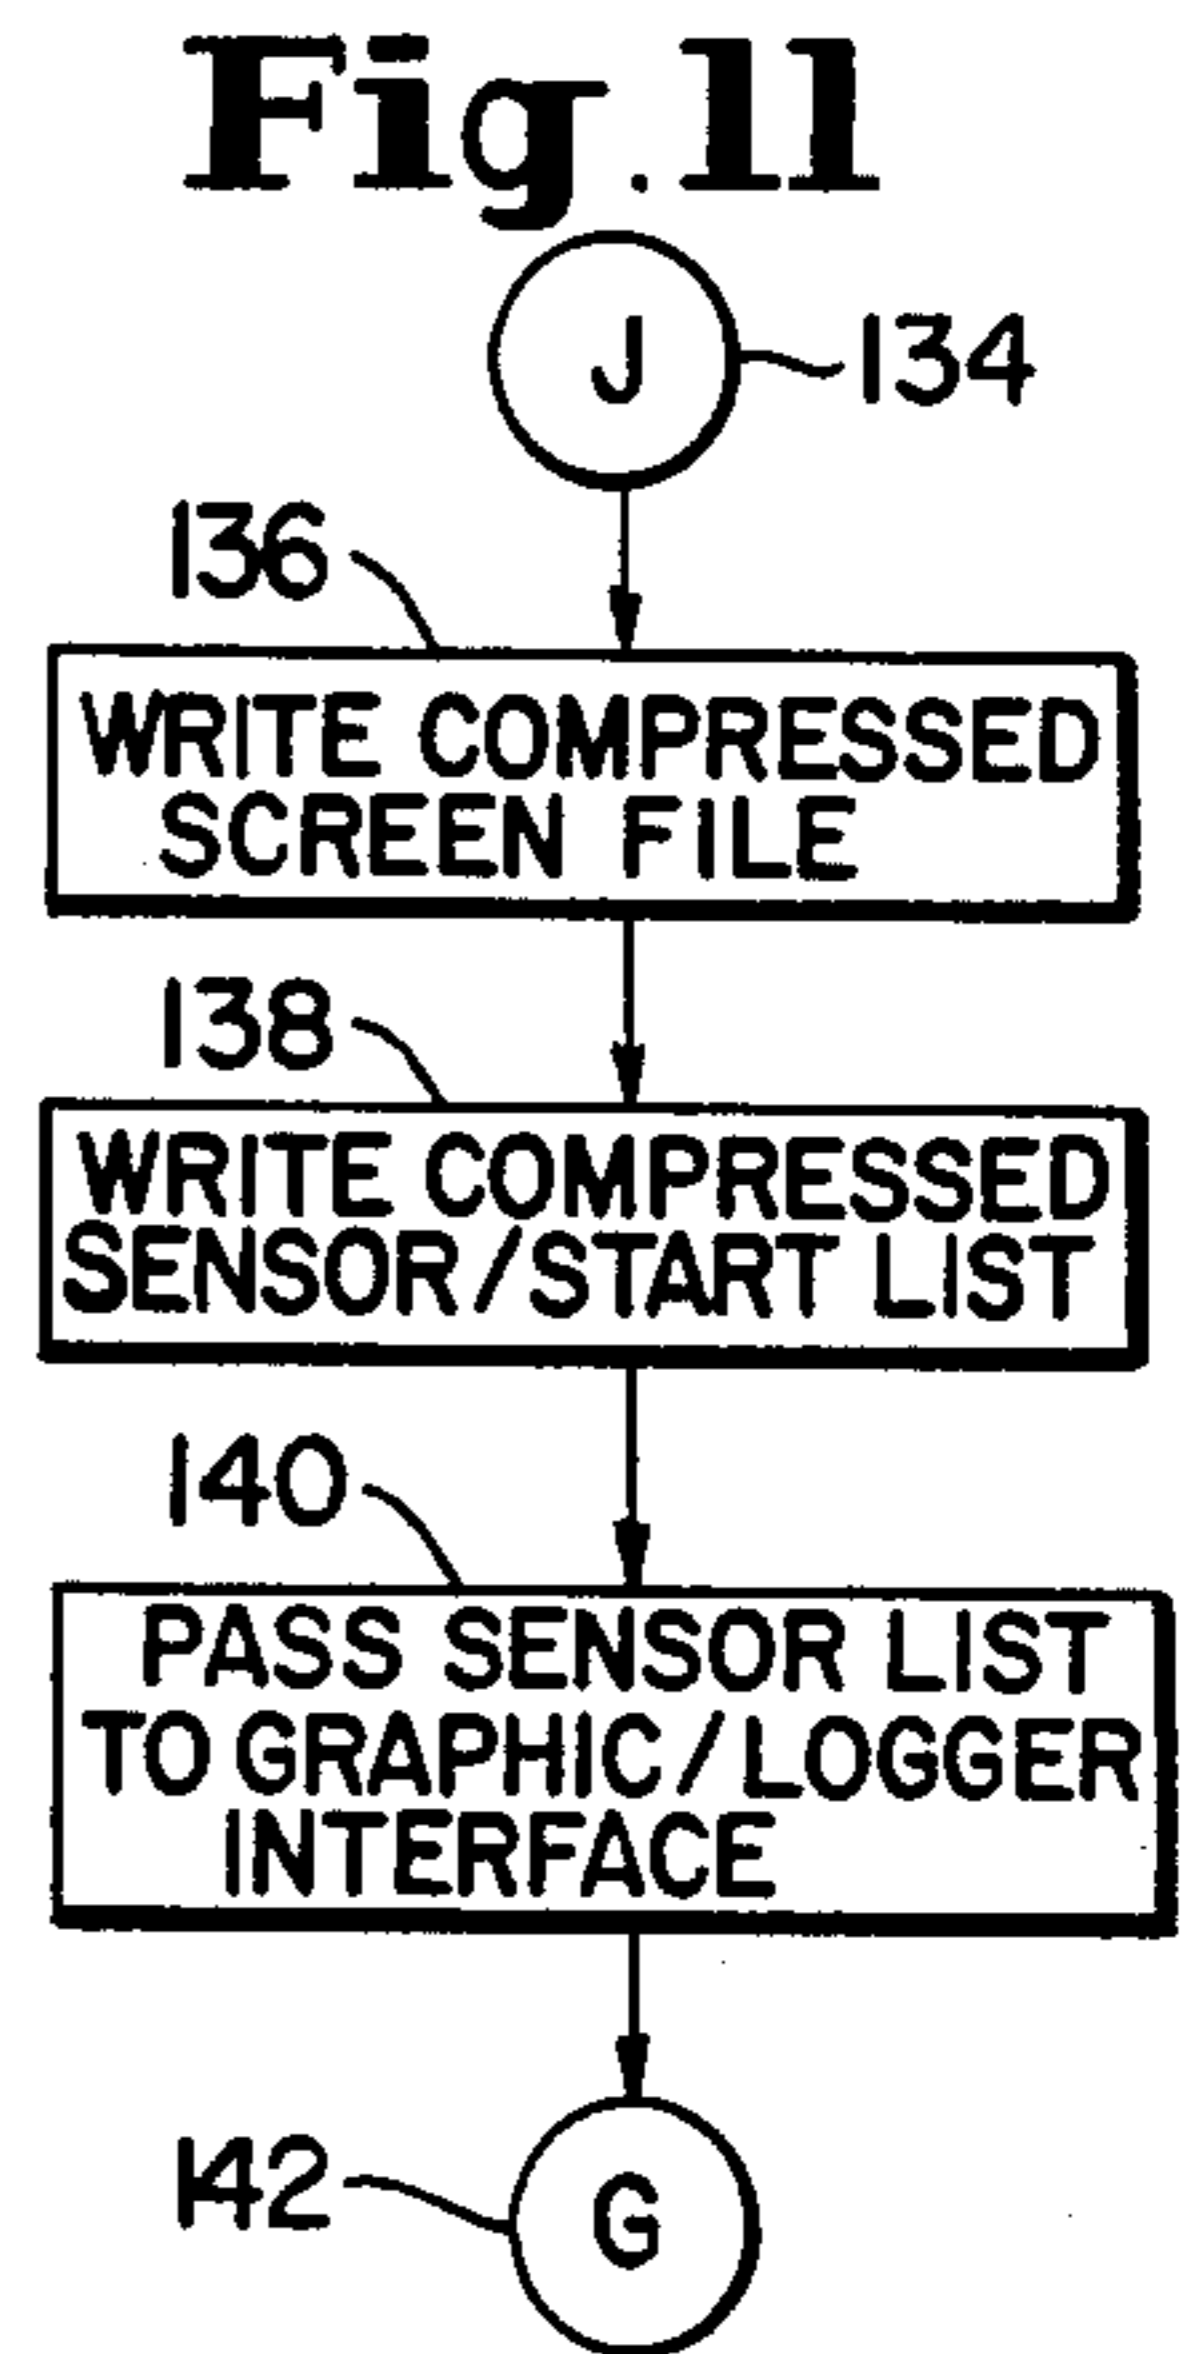 Fig. 11
J
134
136
WRITE COMPRESSED
SCREEN FILE
138
WRITE COMPRESSED
SENSOR/START LIST
140
PASS SENSOR LIST
TO GRAPHIC/LOGGER
INTERFACE
142
G